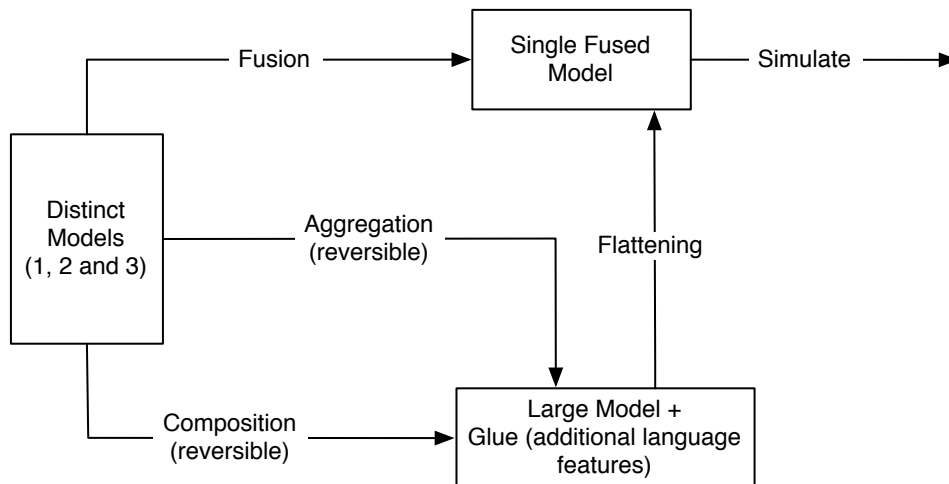 Fusion
Single Fused
Model
Simulate
Distinct
Models
(1, 2 and 3)
Aggregation
(reversible)
Flattening
Composition
(reversible)
Large Model +
Glue (additional language
features)